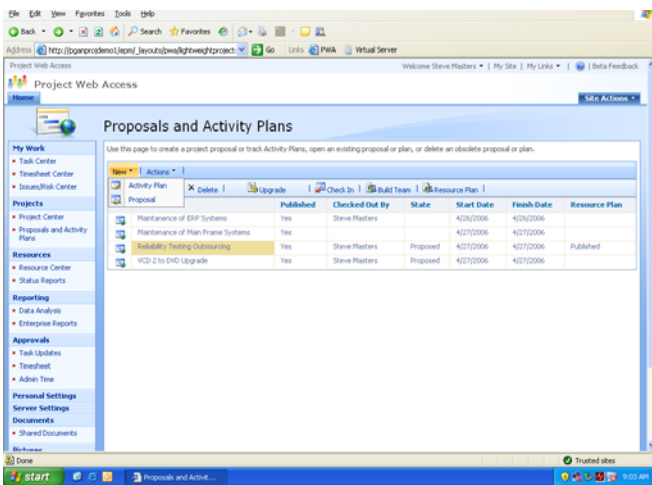 File Edit View Favorites Tools Help
Back Search Favorites
Address http://pganprojdemo1/epm/_layouts/pwa/lightweightproject: Go Links PWA Virtual Server
Project Web Access Welcome Steve Masters | My Site | My Links | Beta Feedback
Project Web Access
Home Site Actions
Proposals and Activity Plans
My Work
Task Center
Timesheet Center
Issues/Risk Center
Projects
Project Center
Proposals and Activity
Plans
Resources
Resource Center
Status Reports
Reporting
Data Analysis
Enterprise Reports
Approvals
Task Updates
Timesheet
Admin Time
Personal Settings
Server Settings
Documents
Shared Documents
Pictures
Use this page to create a project proposal or track Activity Plans, open an existing proposal or plan, or delete an obsolete proposal or plan.
New | Actions |
Activity Plan
Proposal
Delete | Upgrade | Check In | Build Team | Resource Plan |
Published Checked Out By State Start Date Finish Date Resource Plan
Maintanence of ERP Systems Yes Steve Masters 4/26/2006 4/26/2006
Maintenance of Main Frame Systems Yes 4/27/2006 4/27/2006
Reliability Testing Outsourcing Yes Steve Masters Proposed 4/27/2006 4/27/2006 Published
VCD 2 to DVD Upgrade Yes Steve Masters Proposed 4/27/2006 4/27/2006
Done Trusted sites
start Proposals and Activit... 9:03 AM